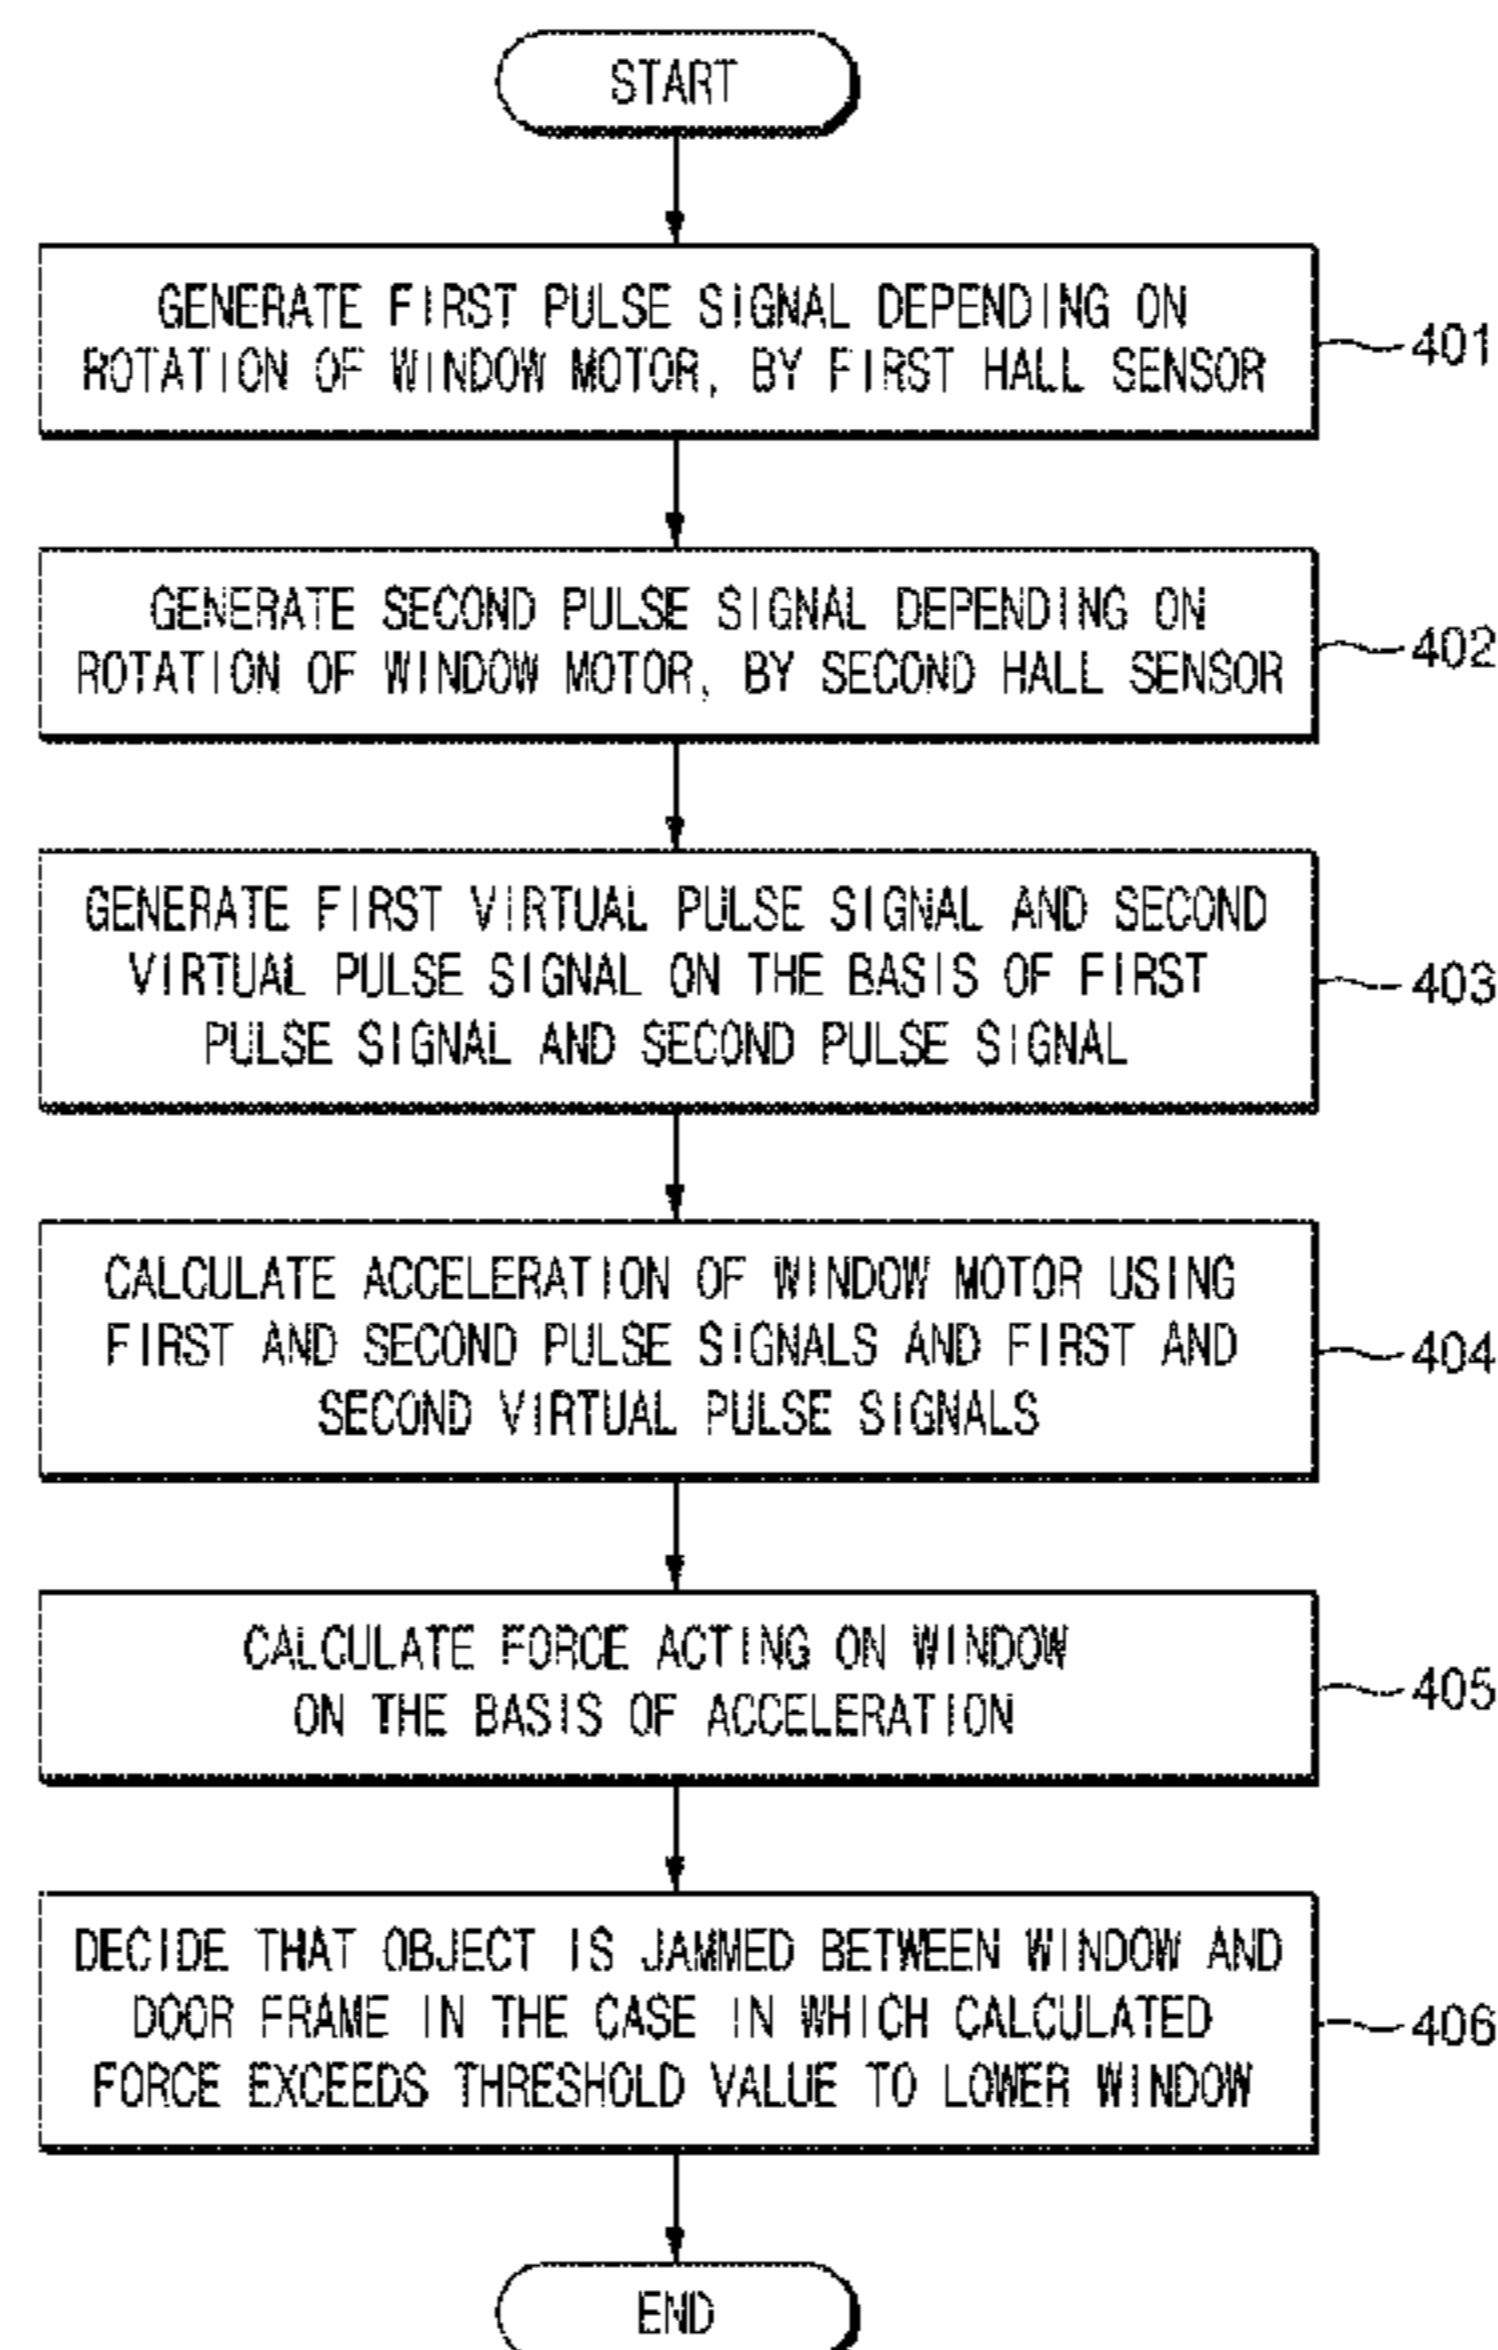 START
GENERATE FIRST PULSE SIGNAL DEPENDING ON
ROTATION OF WINDOW MOTOR, BY FIRST HALL SENSOR
401
GENERATE SECOND PULSE SIGNAL DEPENDING ON
ROTATION OF WINDOW MOTOR, BY SECOND HALL SENSOR
402
GENERATE FIRST VIRTUAL PULSE SIGNAL AND SECOND
VIRTUAL PULSE SIGNAL ON THE BASIS OF FIRST
PULSE SIGNAL AND SECOND PULSE SIGNAL
403
CALCULATE ACCELERATION OF WINDOW MOTOR USING
FIRST AND SECOND PULSE SIGNALS AND FIRST AND
SECOND VIRTUAL PULSE SIGNALS
404
CALCULATE FORCE ACTING ON WINDOW
ON THE BASIS OF ACCELERATION
405
DECIDE THAT OBJECT IS JAMMED BETWEEN WINDOW AND
DOOR FRAME IN THE CASE IN WHICH CALCULATED
FORCE EXCEEDS THRESHOLD VALUE TO LOWER WINDOW
406
END